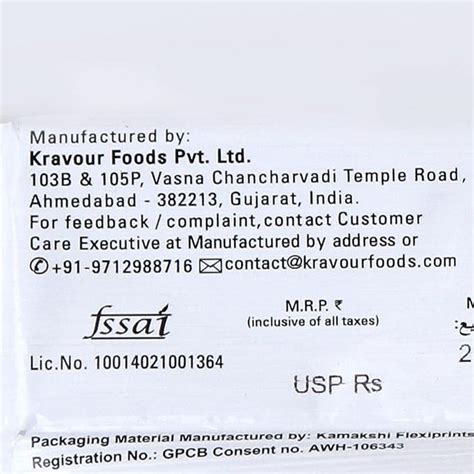 Manufactured by:
Kravour Foods Pvt. Ltd.
103B & 105P, Vasna Chancharvadi Temple Road,
Ahmedabad - 382213, Gujarat, India.
For feedback / complaint,contact Customer
Care Executive at Manufactured by address or
✆+91-9712988716 ✉contact@kravourfoods.com
fssai
M.R.P. ₹
(inclusive of all taxes)
Lic.No. 10014021001364
2
USP Rs
Packaging Material Manufactured by: Kamakshi Flexiprints
Registration No.: GPCB Consent no. AWH-106343